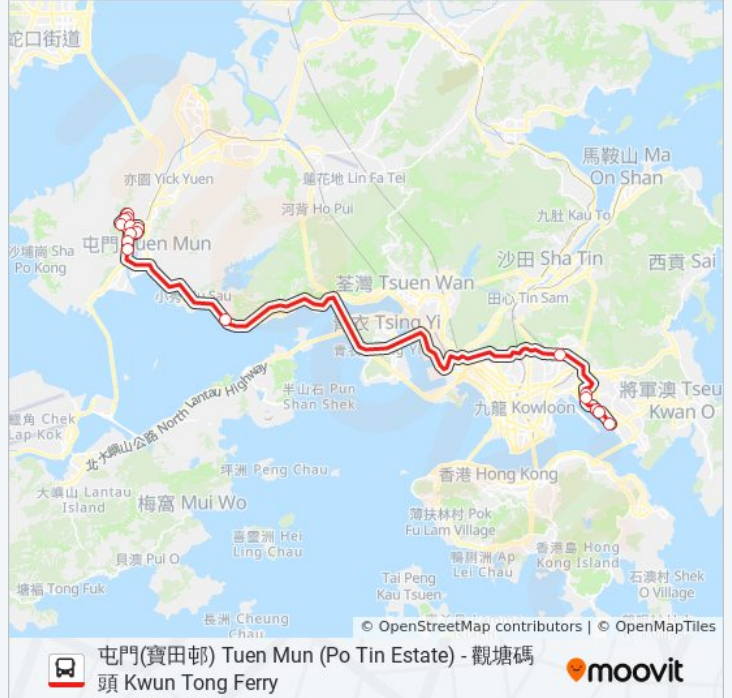 蛇口街道
馬鞍山 Ma
On Shan
亦園 Yick Yuen
蓮花地 Lin Fa Tei
河背 Ho Pui
九肚 Kau To
屯門 Tuen Mun
沙埔崗 Sha
Po Kong
沙田 Sha Tin
西貢 Sai
荃灣 Tsuen Wan
田心 Tin Sam
小秀 Siu Sau
青衣 Tsing Yi
North Lantau Highway
半山石 Pun
Shan Shek
將軍澳 Tseu
Kwan O
九龍 Kowloon
鱲角 Chek
Lap Kok
北大嶼山公路
坪洲 Peng Chau
香港 Hong Kong
大嶼山 Lantau
Island
梅窩 Mui Wo
薄扶林村 Pok
Fu Lam Village
喜靈洲 Hei
Ling Chau
香港島 Hong
Kong Island
鴨脷洲 Ap
Lei Chau
貝澳 Pui O
Tai Peng
Kau Tsuen
石澳村 Shek
O Village
塘福 Tong Fuk
長洲 Cheung
Chau
© OpenStreetMap contributors | © OpenMapTiles
屯門(寶田邨) Tuen Mun (Po Tin Estate) - 觀塘碼
頭 Kwun Tong Ferry
moovit